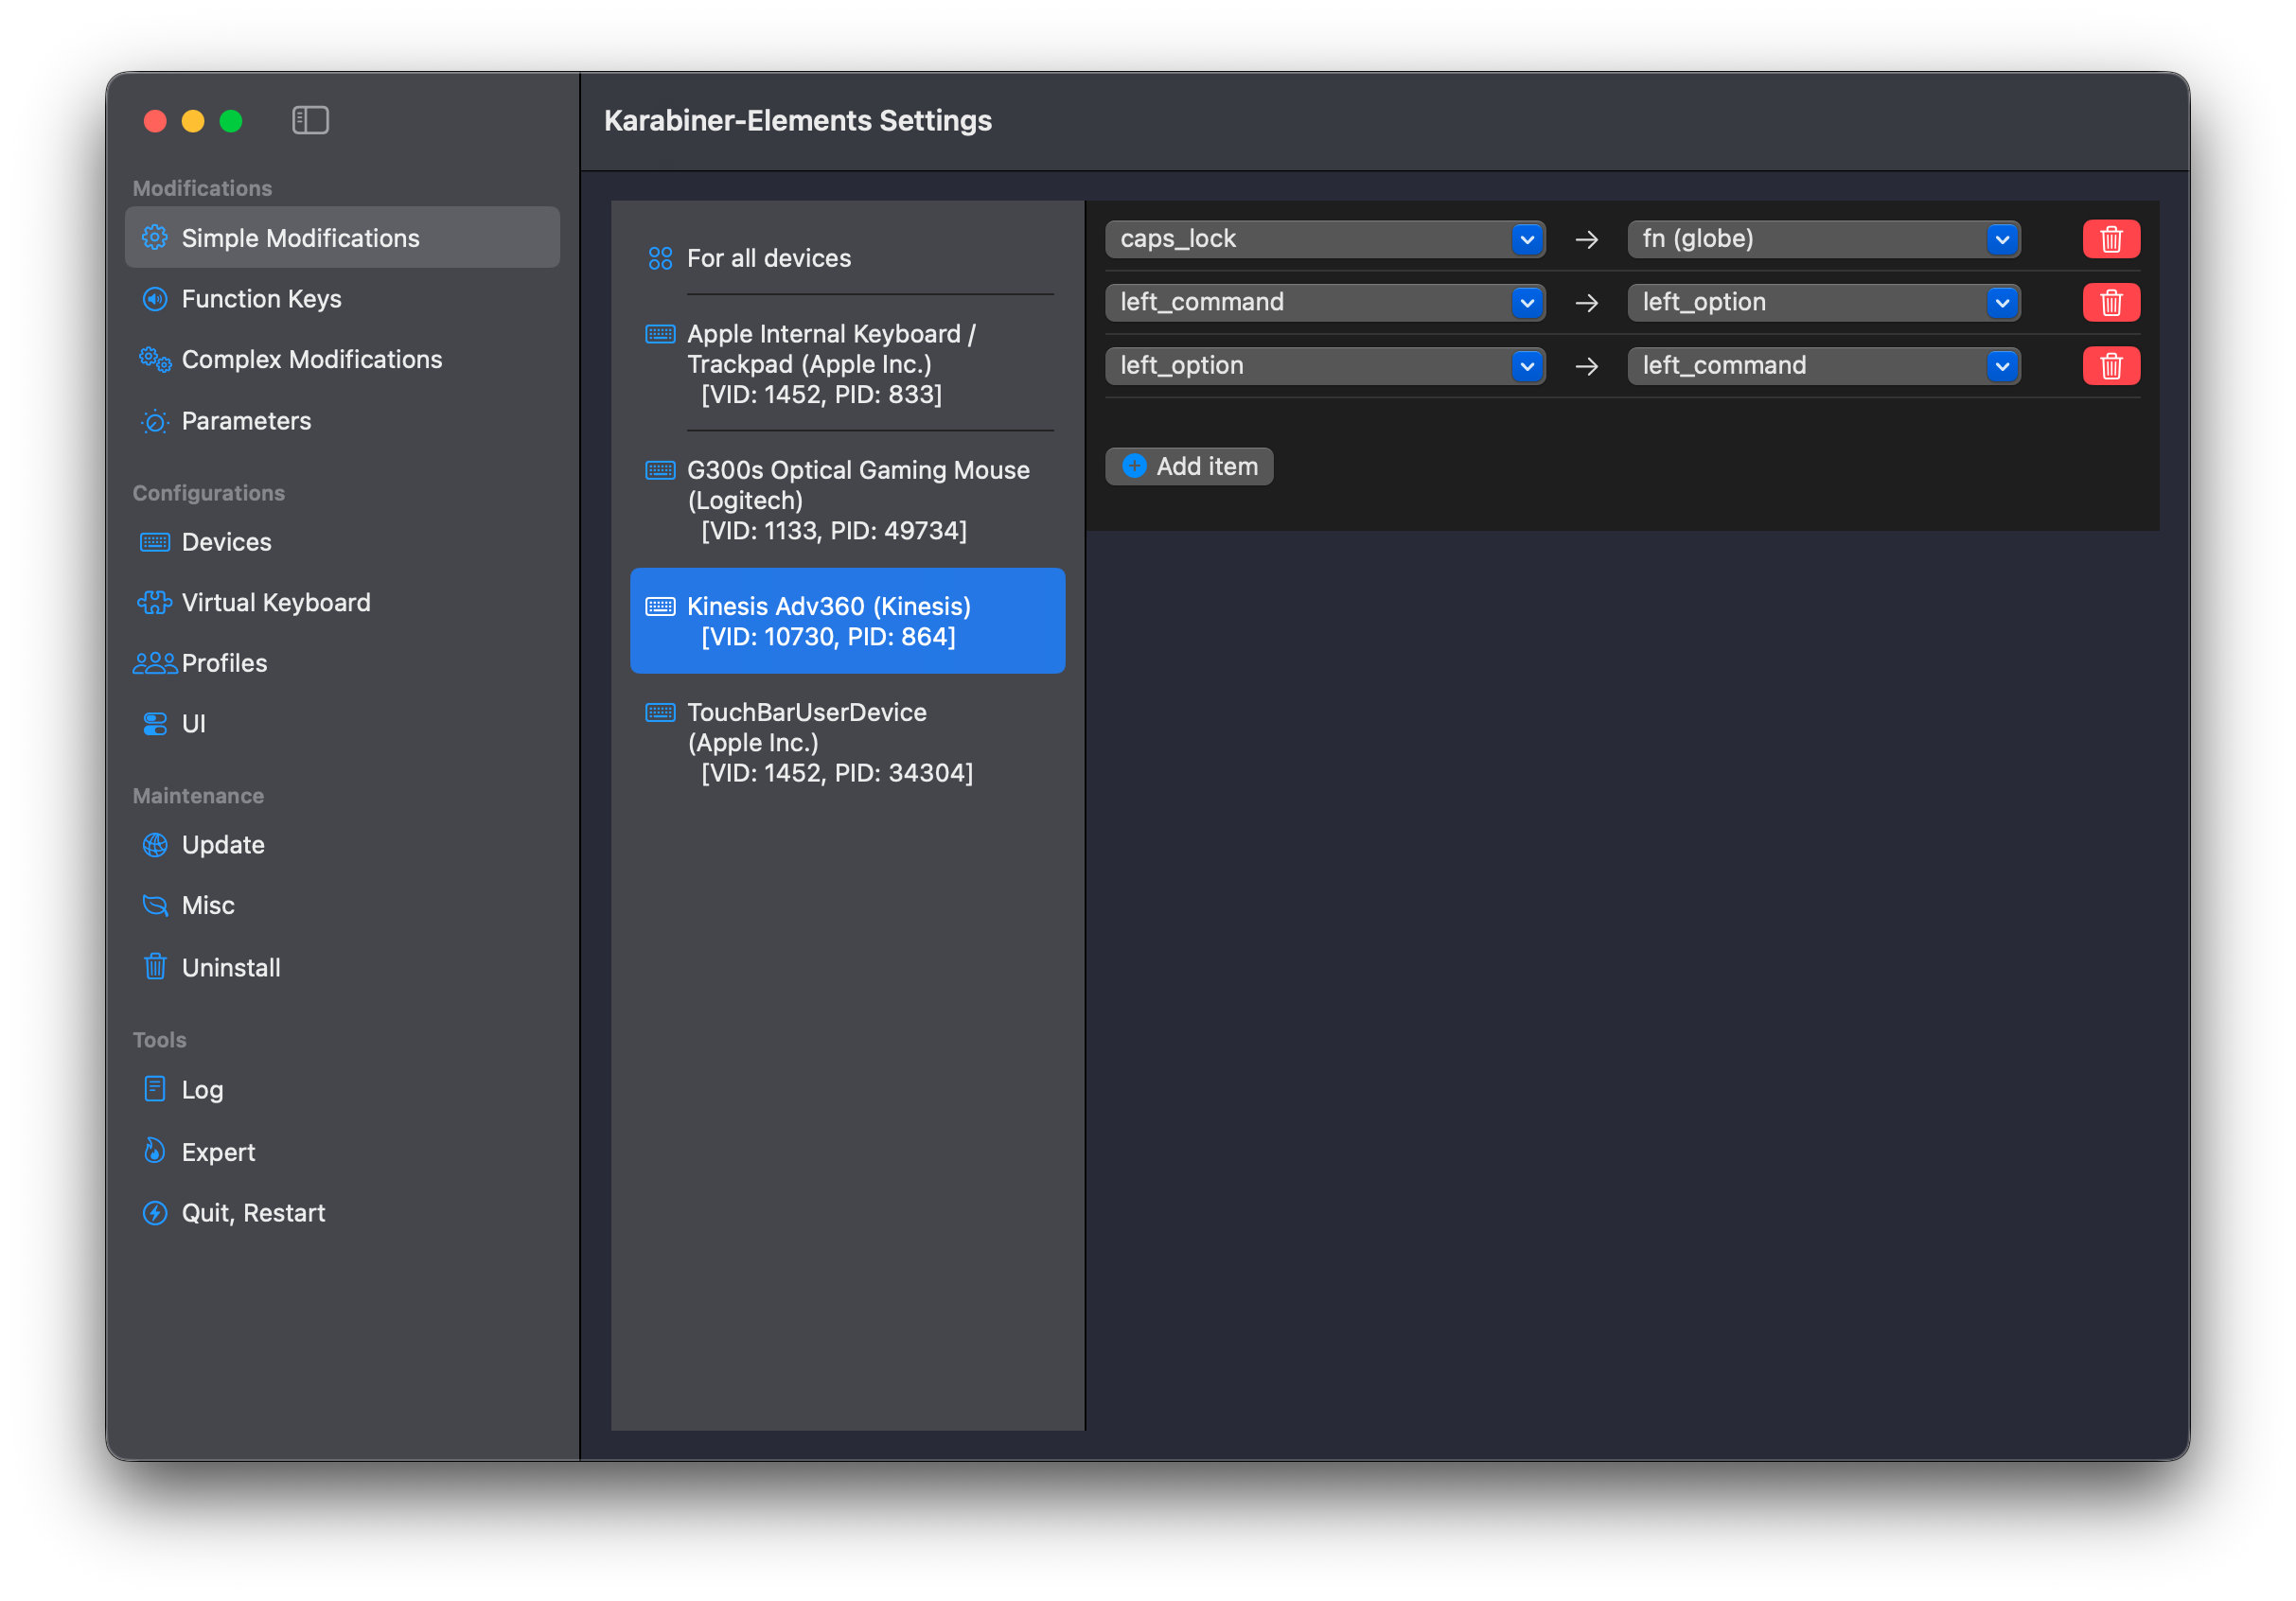 Karabiner-Elements Settings
Modifications
Simple Modifications
Function Keys
Complex Modifications
Parameters
Configurations
Devices
Virtual Keyboard
Profiles
UI
Maintenance
Update
Misc
Uninstall
Tools
Log
Expert
Quit, Restart
For all devices
Apple Internal Keyboard /
Trackpad (Apple Inc.)
[VID: 1452, PID: 833]
G300s Optical Gaming Mouse
(Logitech)
[VID: 1133, PID: 49734]
Kinesis Adv360 (Kinesis)
[VID: 10730, PID: 864]
TouchBarUserDevice
(Apple Inc.)
[VID: 1452, PID: 34304]
caps_lock → fn (globe)
left_command → left_option
left_option → left_command
Add item